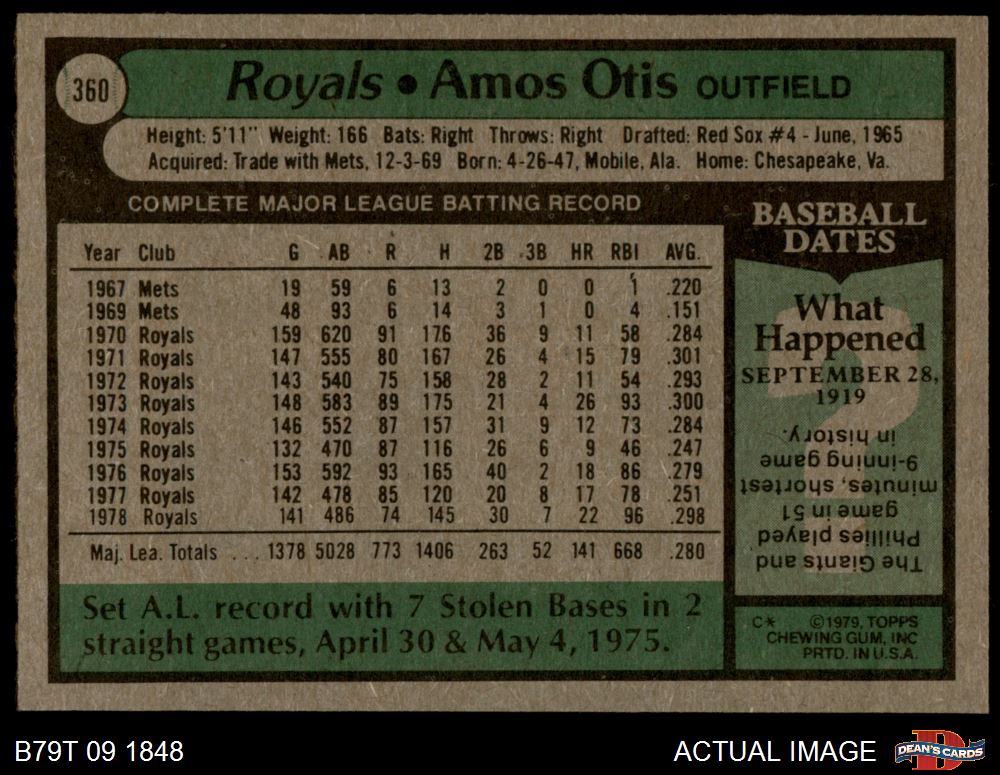 360
Royals • Amos Otis OUTFIELD
Height: 5'11" Weight: 166 Bats: Right Throws: Right Drafted: Red Sox #4 - June, 1965
Acquired: Trade with Mets, 12-3-69 Born: 4-26-47, Mobile, Ala. Home: Chesapeake, Va.
COMPLETE MAJOR LEAGUE BATTING RECORD
Year Club G AB R H 2B 3B HR RBI AVG.
1967 Mets 19 59 6 13 2 0 0 1 .220
1969 Mets 48 93 6 14 3 1 0 4 .151
1970 Royals 159 620 91 176 36 9 11 58 .284
1971 Royals 147 555 80 167 26 4 15 79 .301
1972 Royals 143 540 75 158 28 2 11 54 .293
1973 Royals 148 583 89 175 21 4 26 93 .300
1974 Royals 146 552 87 157 31 9 12 73 .284
1975 Royals 132 470 87 116 26 6 9 46 .247
1976 Royals 153 592 93 165 40 2 18 86 .279
1977 Royals 142 478 85 120 20 8 17 78 .251
1978 Royals 141 486 74 145 30 7 22 96 .298
Maj. Lea. Totals . . . 1378 5028 773 1406 263 52 141 668 .280
Set A.L. record with 7 Stolen Bases in 2
straight games, April 30 & May 4, 1975.
BASEBALL
DATES
What
Happened
SEPTEMBER 28,
1919
The Giants and
Phillies played
game in 51
minutes, shortest
9-inning game
in history.
C* ©1979, TOPPS
CHEWING GUM, INC
PRTD. IN U.S.A.
B79T 09 1848
ACTUAL IMAGE
DEAN'S CARDS